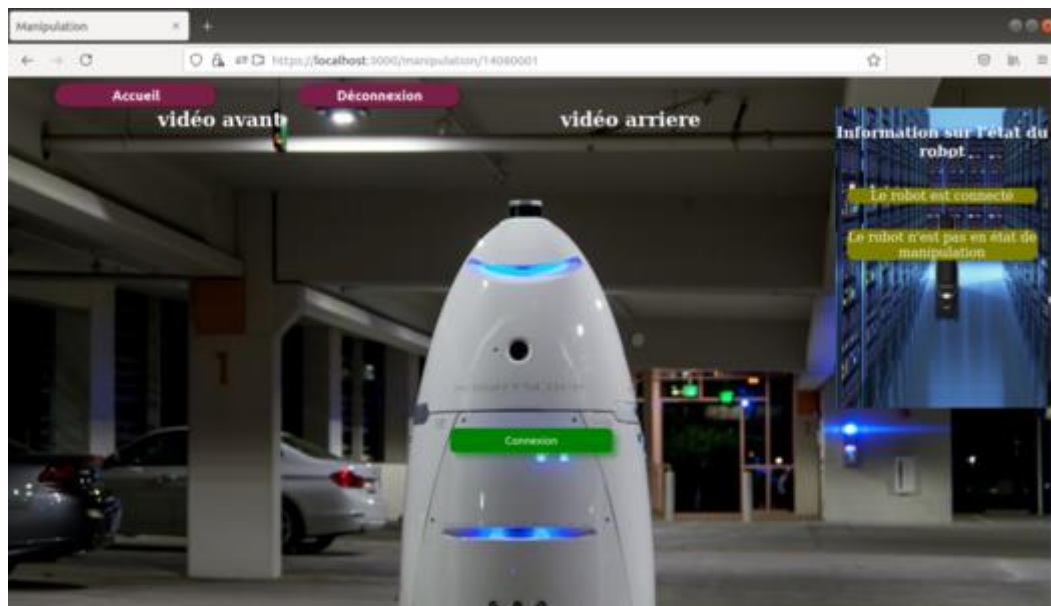 Manipulation
https://localhost:3000/manipulation/14080001
Accueil
Déconnexion
vidéo avant
vidéo arriere
Information sur l'état du
robot
Le robot est connecté
Le robot n'est pas en état de
manipulation
1
Connexion